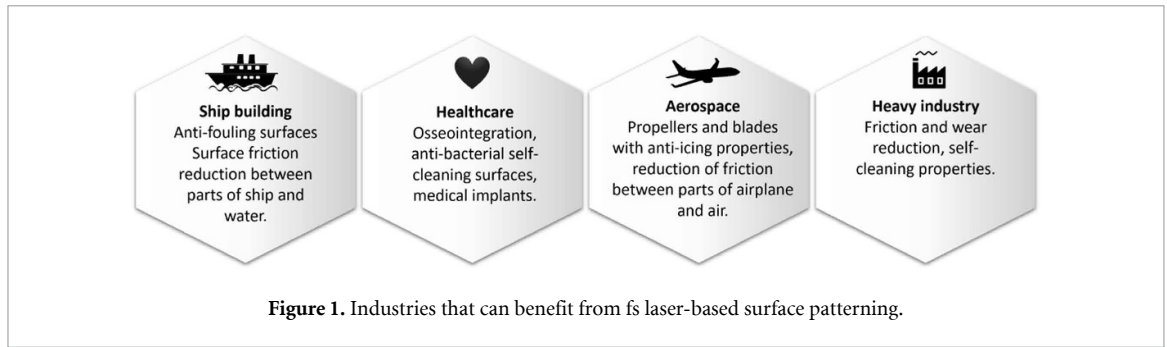 Ship building
Anti-fouling surfaces
Surface friction
reduction between
parts of ship and
water.
Healthcare
Osseointegration,
anti-bacterial self-
cleaning surfaces,
medical implants.
Aerospace
Propellers and blades
with anti-icing properties,
reduction of friction
between parts of airplane
and air.
Heavy industry
Friction and wear
reduction, self-
cleaning properties.
Figure 1. Industries that can benefit from fs laser-based surface patterning.